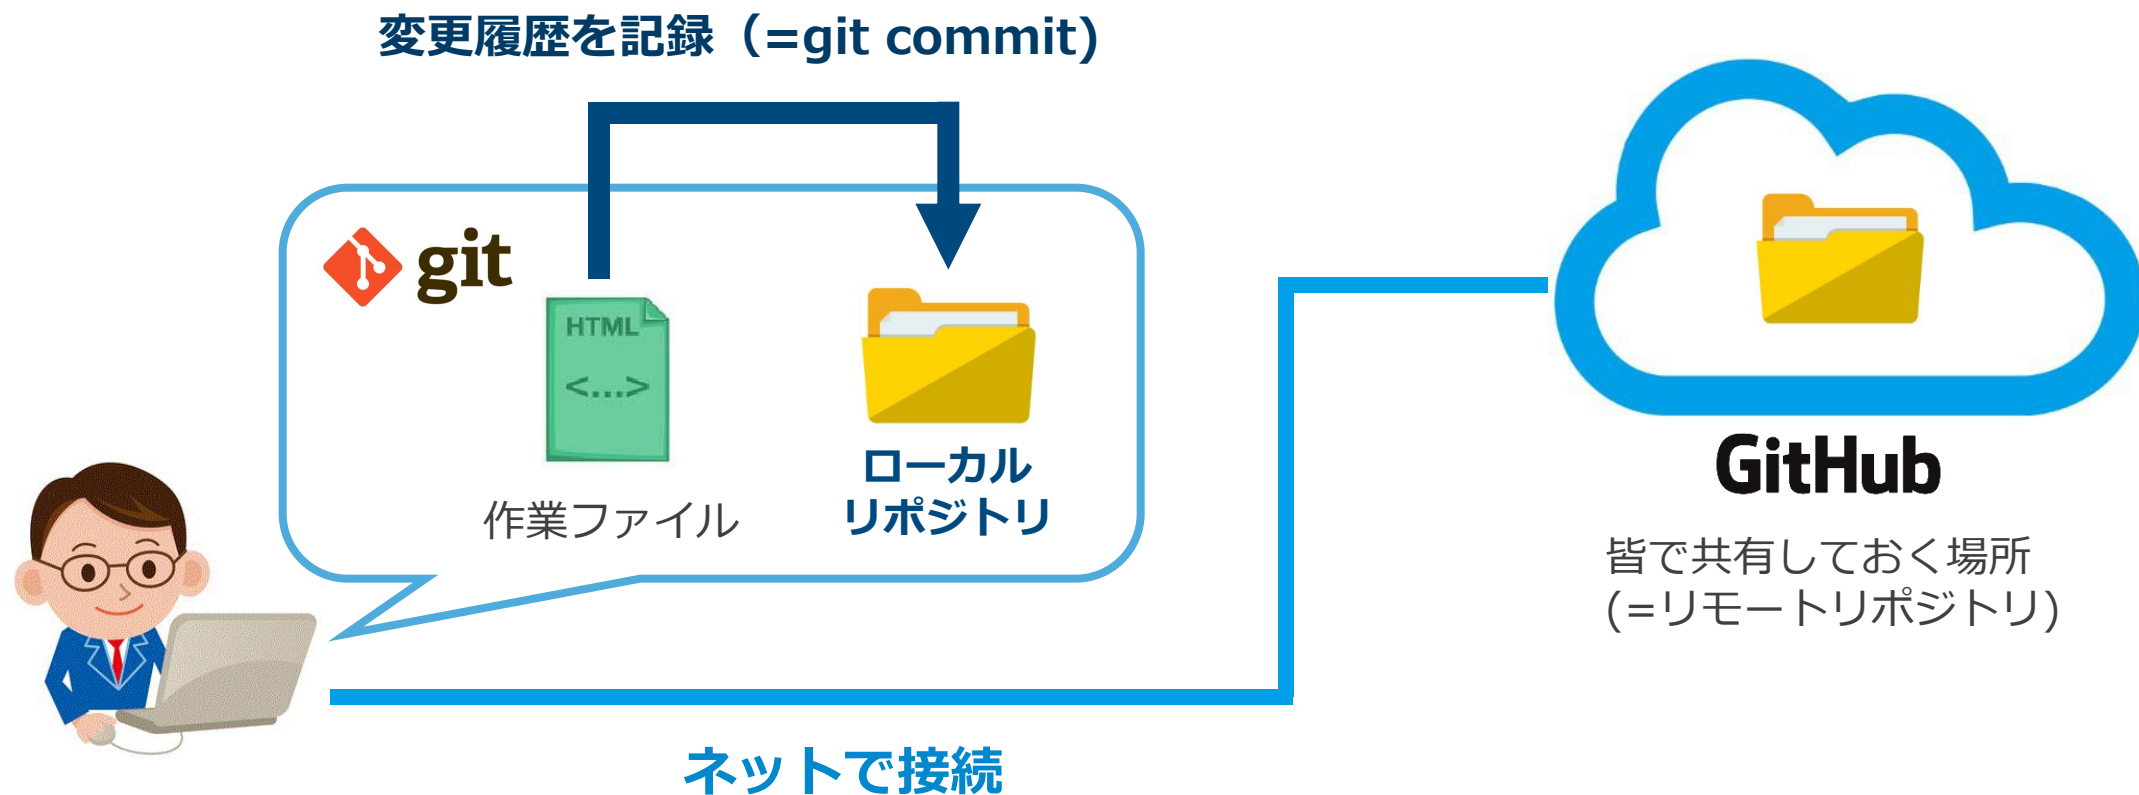 変更履歴を記録（=git commit)
git
HTML
<...>
作業ファイル
ローカル
リポジトリ
GitHub
皆で共有しておく場所
(=リモートリポジトリ)
ネットで接続